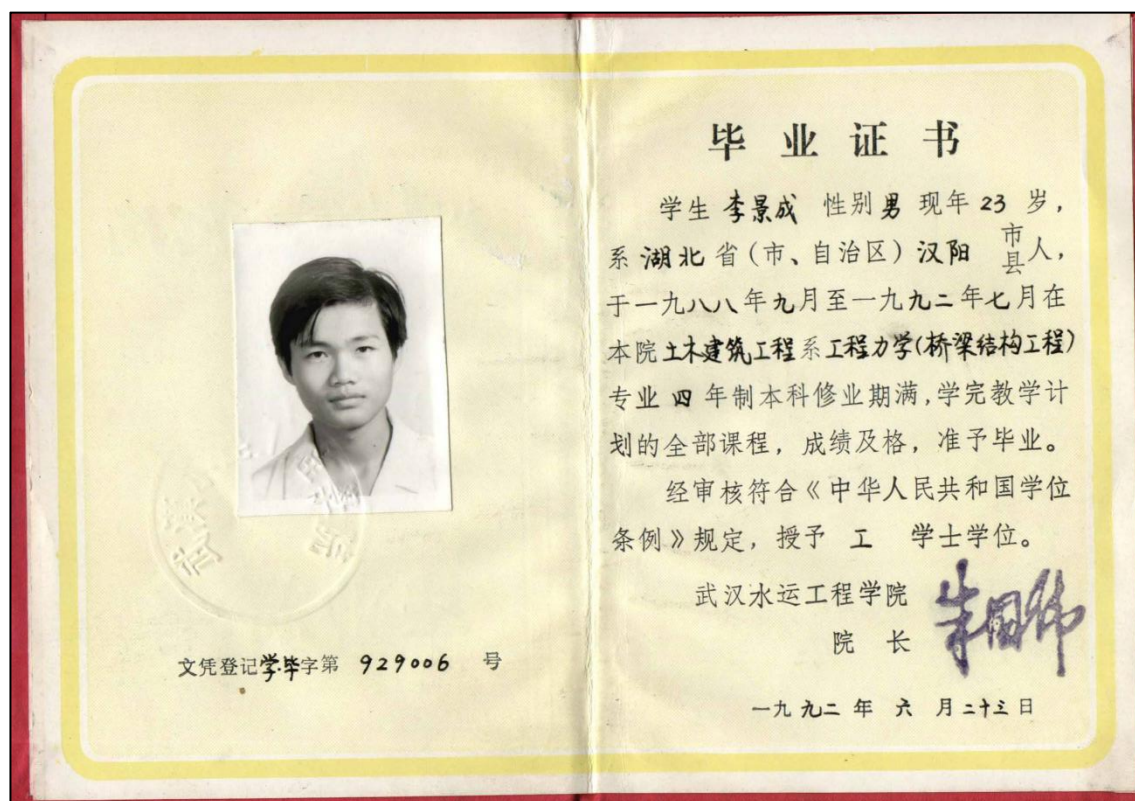 文凭登记学毕字第 929006 号
毕业证书
学生 李景成 性别 男 现年 23 岁，
系 湖北 省（市、自治区）汉阳 市县人，
于一九八八年九月至一九九二年七月在
本院土木建筑工程系工程力学(桥梁结构工程)
专业 四 年制本科修业期满，学完教学计
划的全部课程，成绩及格，准予毕业。
经审核符合《中华人民共和国学位
条例》规定，授予 工 学士学位。
武汉水运工程学院
院 长
一九九二 年 六 月二十三日